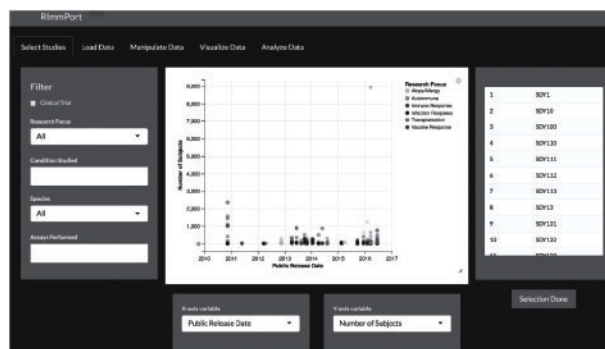 RImmPort
Select Studies Load Data Manipulate Data Visualize Data Analyze Data
Filter
Clinical Trial
Research Focus
All
Condition Studied
Species
All
Assays Performed
Number of Subjects
9,000
8,000
7,000
6,000
5,000
4,000
3,000
2,000
1,000
0
2010 2011 2012 2013 2014 2015 2016 2017
Public Release Date
Research Focus
Atopy/Allergy
Autoimmune
Immune Response
Infection Response
Transplantation
Vaccine Response
1 SDY1
2 SDY10
3 SDY100
4 SDY110
5 SDY111
6 SDY112
7 SDY113
8 SDY13
9 SDY131
10 SDY132
Selection Done
X-axis variable
Public Release Date
Y-axis variable
Number of Subjects